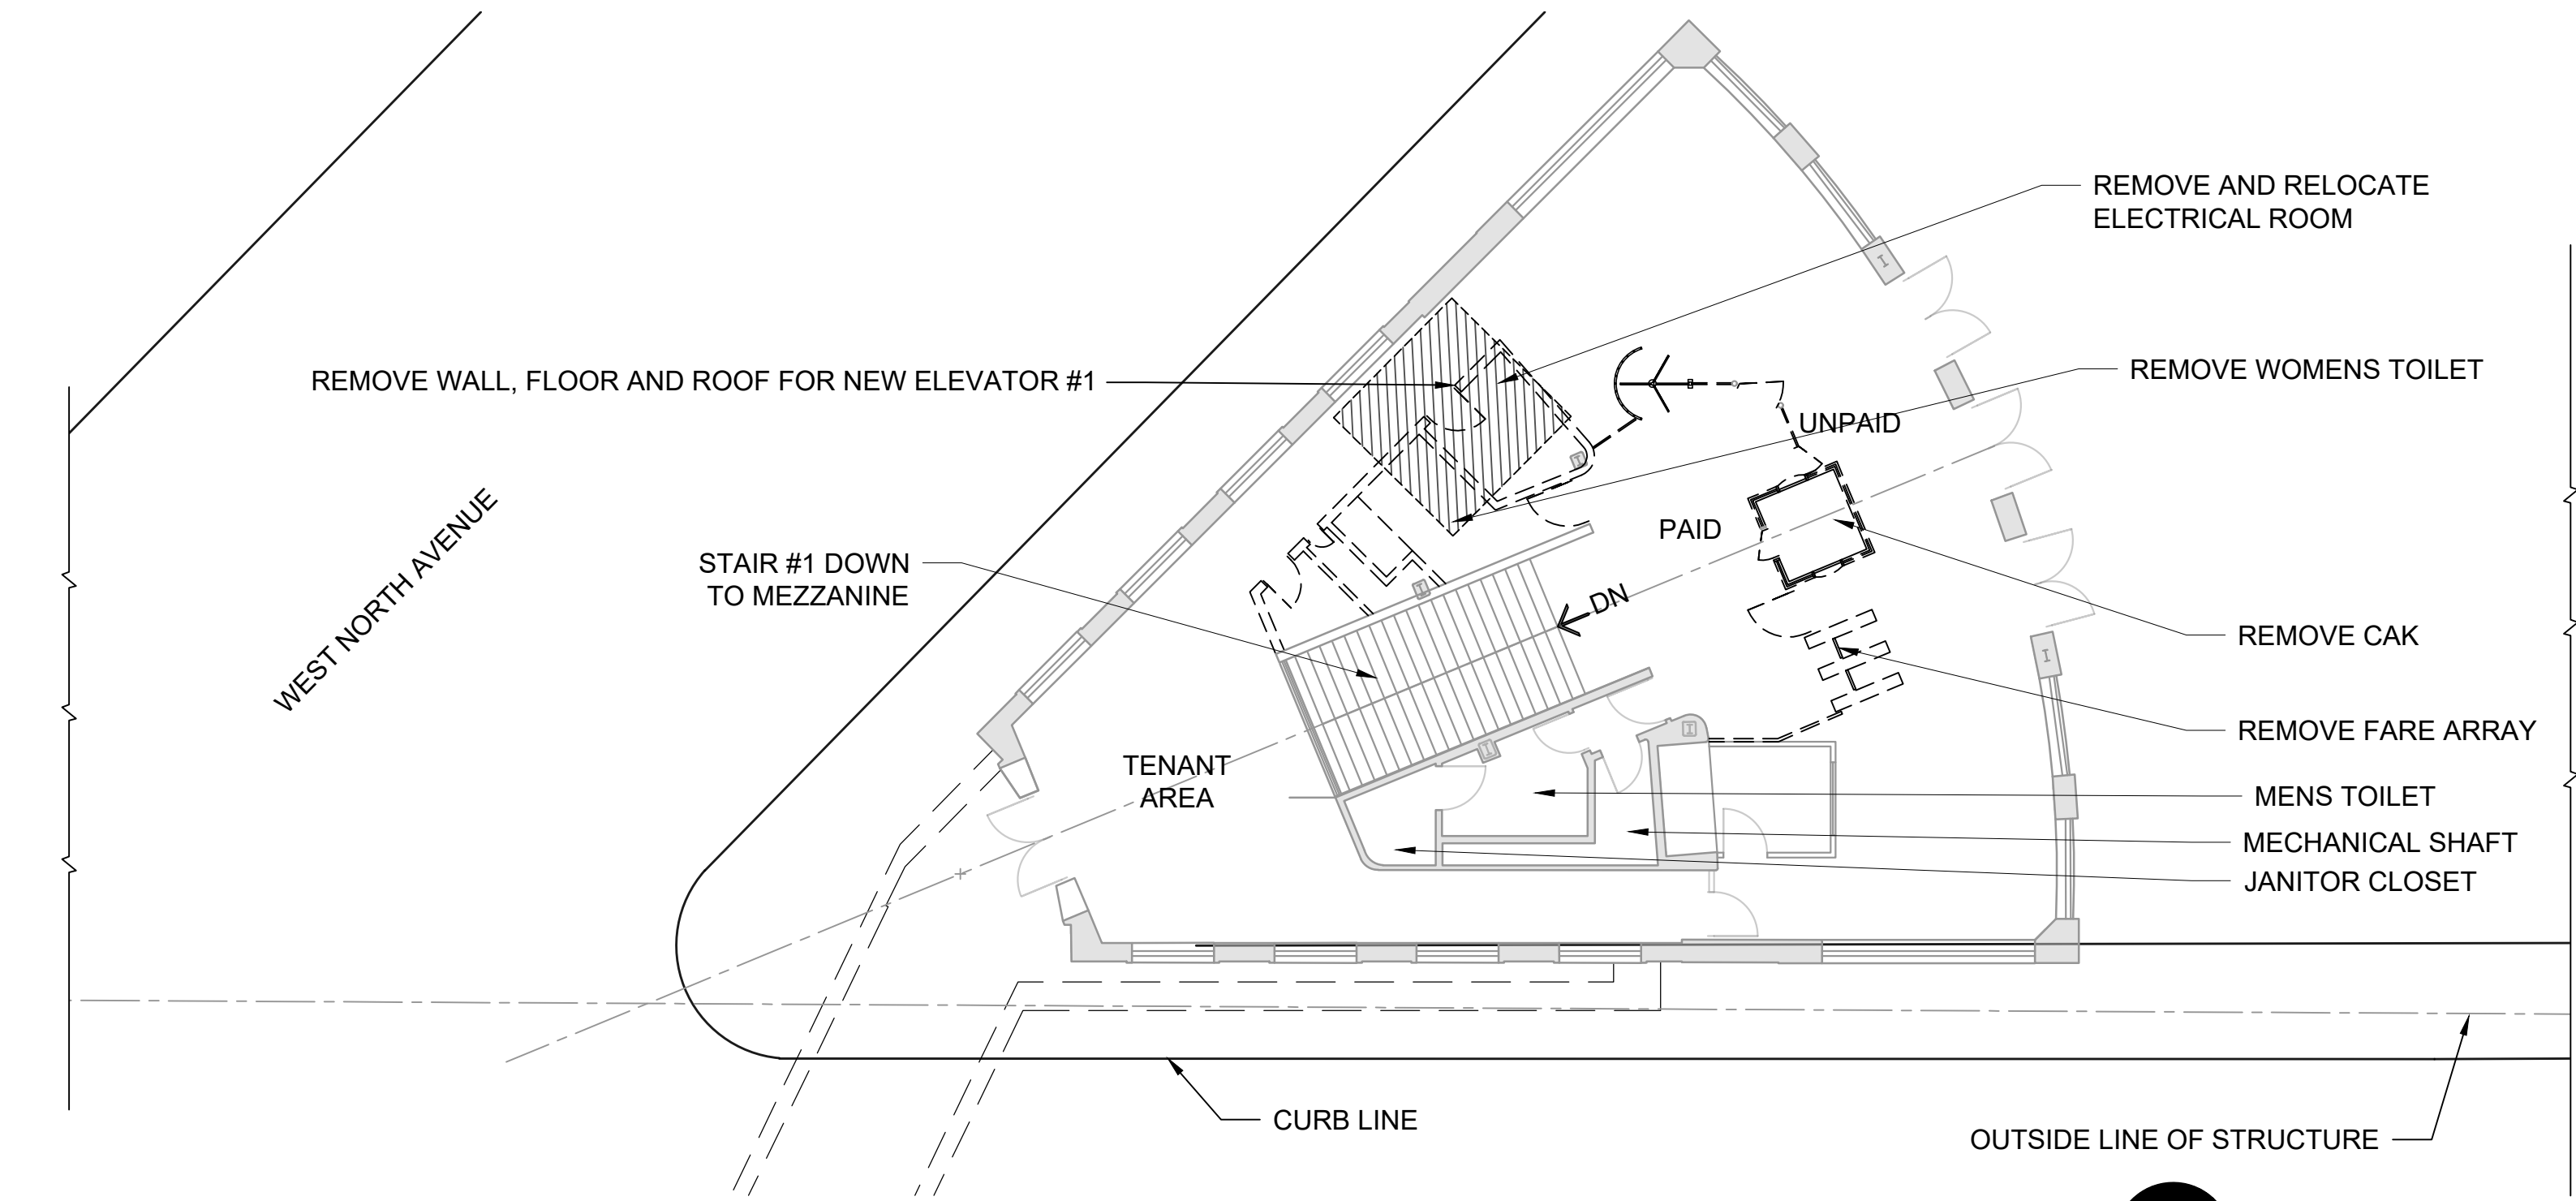 REMOVE AND RELOCATE
ELECTRICAL ROOM
REMOVE WALL, FLOOR AND ROOF FOR NEW ELEVATOR #1
REMOVE WOMENS TOILET
UNPAID
WEST NORTH AVENUE
PAID
STAIR #1 DOWN
TO MEZZANINE
DN
REMOVE CAK
REMOVE FARE ARRAY
TENANT
AREA
MENS TOILET
MECHANICAL SHAFT
JANITOR CLOSET
CURB LINE
OUTSIDE LINE OF STRUCTURE